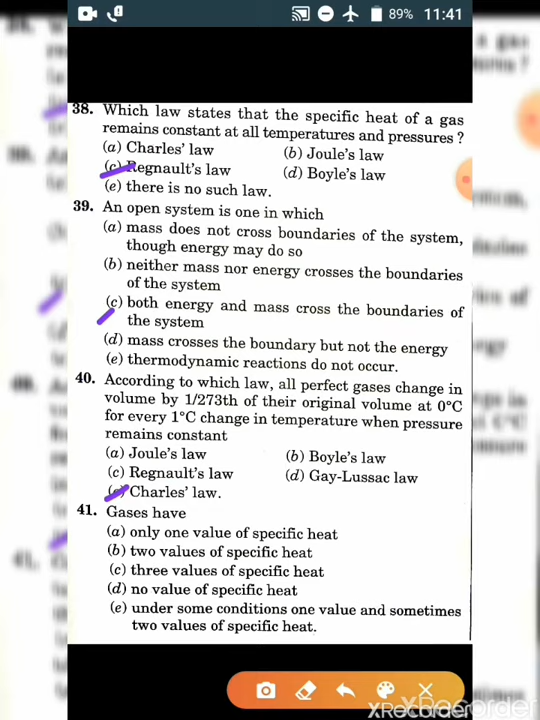 89% 11:41
38. Which law states that the specific heat of a gas
remains constant at all temperatures and pressures ?
(a) Charles' law (b) Joule's law
(c) Regnault's law (d) Boyle's law
(e) there is no such law.
39. An open system is one in which
(a) mass does not cross boundaries of the system,
though energy may do so
(b) neither mass nor energy crosses the boundaries
of the system
(c) both energy and mass cross the boundaries of
the system
(d) mass crosses the boundary but not the energy
(e) thermodynamic reactions do not occur.
40. According to which law, all perfect gases change in
volume by 1/273th of their original volume at 0°C
for every 1°C change in temperature when pressure
remains constant
(a) Joule's law (b) Boyle's law
(c) Regnault's law (d) Gay-Lussac law
(e) Charles' law.
41. Gases have
(a) only one value of specific heat
(b) two values of specific heat
(c) three values of specific heat
(d) no value of specific heat
(e) under some conditions one value and sometimes
two values of specific heat.
XRecorder